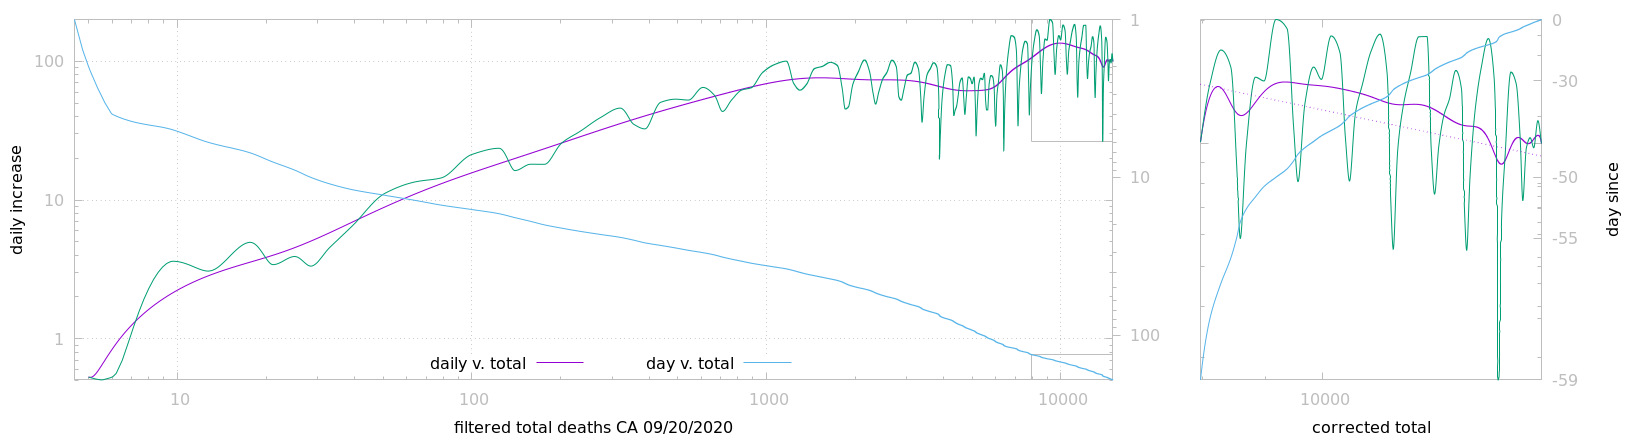 1
0
100
-30
daily increase
10
10
-50
day since
-55
1
100
daily v. total
day v. total
-59
10
100
1000
10000
10000
filtered total deaths CA 09/20/2020
corrected total